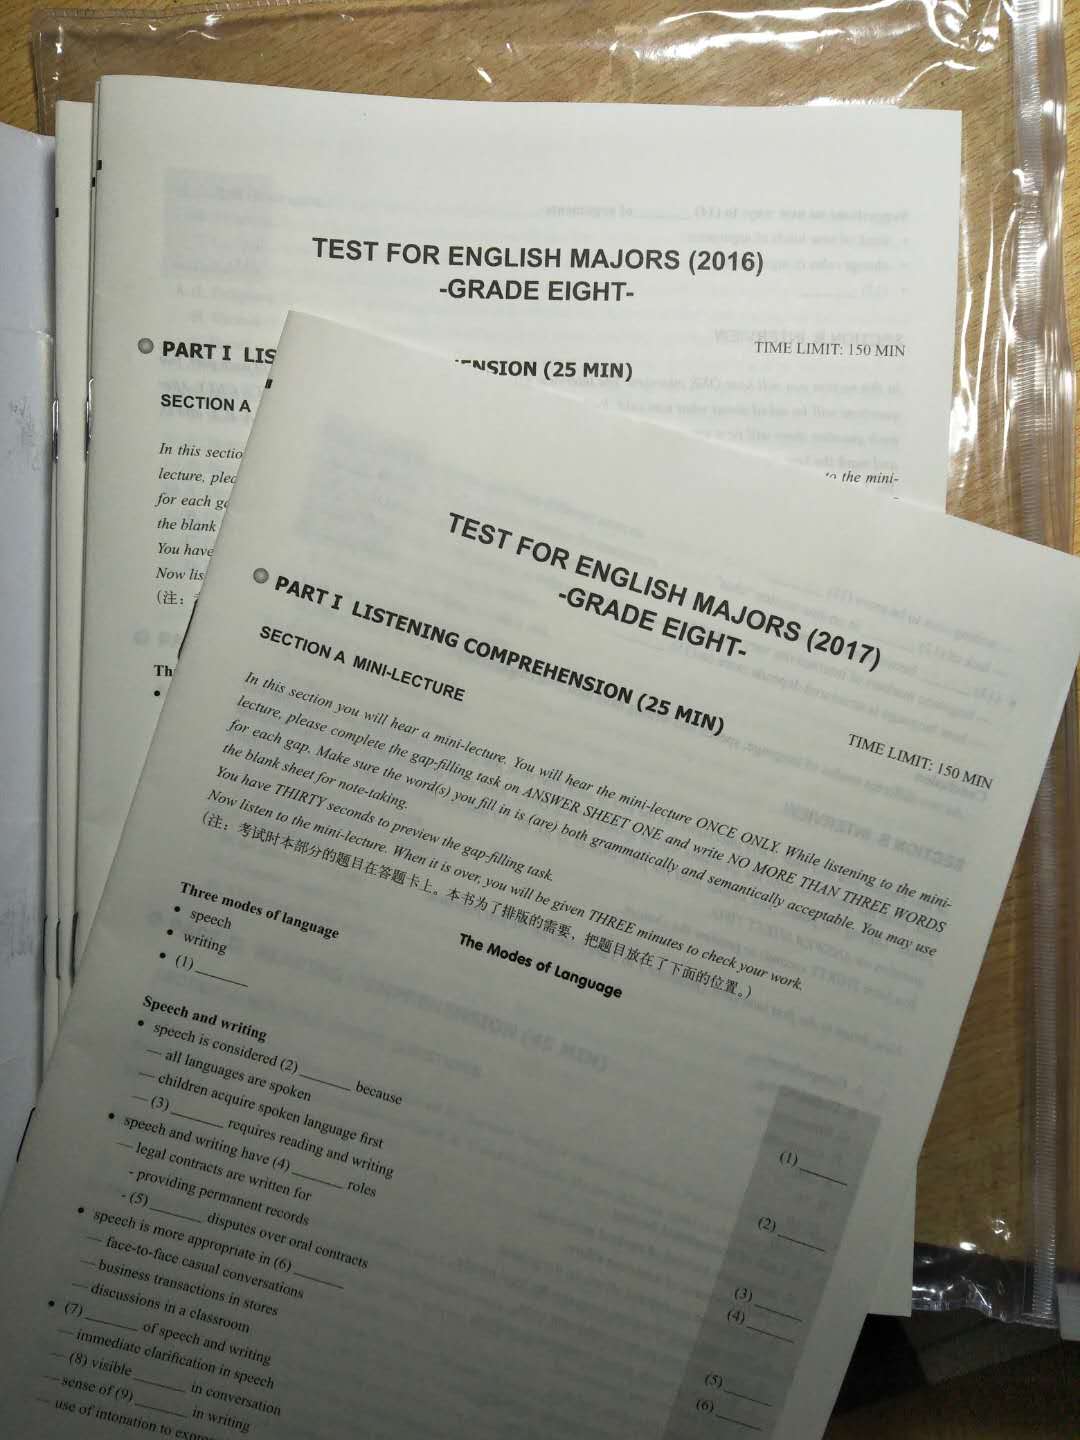 TEST FOR ENGLISH MAJORS (2016)
-GRADE EIGHT-
TIME LIMIT: 150 MIN
PART I LIS
NSION (25 MIN)
SECTION A
In this sectio
to the mini-
lecture, plea
for each ga
the blank
You have
Now lis
(注:
Th
TEST FOR ENGLISH MAJORS (2017)
-GRADE EIGHT-
TIME LIMIT: 150 MIN
PART I LISTENING COMPREHENSION (25 MIN)
SECTION A MINI-LECTURE
In this section you will hear a mini-lecture. You will hear the mini-lecture ONCE ONLY. While listening to the mini-
lecture, please complete the gap-filling task on ANSWER SHEET ONE and write NO MORE THAN THREE WORDS
for each gap. Make sure the word(s) you fill in is (are) both grammatically and semantically acceptable. You may use
the blank sheet for note-taking.
You have THIRTY seconds to preview the gap-filling task.
Now listen to the mini-lecture. When it is over, you will be given THREE minutes to check your work.
(注:考试时本部分的题目在答题卡上。本书为了排版的需要,把题目放在了下面的位置。)
The Modes of Language
Three modes of language
• speech
• writing
• (1)______
Speech and writing
• speech is considered (2)______ because
— all languages are spoken
— children acquire spoken language first
— (3)______ requires reading and writing
• speech and writing have (4)______ roles
— legal contracts are written for
- providing permanent records
- (5)______ disputes over oral contracts
• speech is more appropriate in (6)______
— face-to-face casual conversations
— business transactions in stores
— discussions in a classroom
• (7)______ of speech and writing
— immediate clarification in speech
— (8) visible ______ in conversation
— sense of (9)______ in writing
— use of intonation to
(1)______
(2)______
(3)______
(4)______
(5)______
(6)______